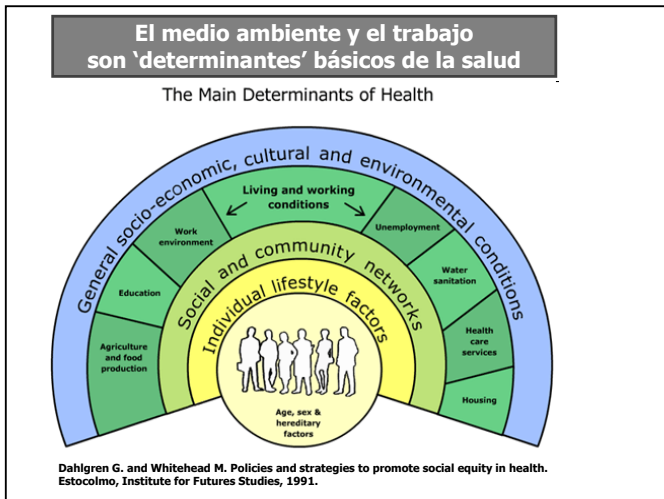 El medio ambiente y el trabajo
son ‘determinantes’ básicos de la salud
The Main Determinants of Health
General socio-economic, cultural and environmental conditions
Living and working
conditions
Work
environment
Unemployment
Education
Water
sanitation
Agriculture
and food
production
Health
care
services
Housing
Social and community networks
Individual lifestyle factors
Age, sex &
hereditary
factors
Dahlgren G. and Whitehead M. Policies and strategies to promote social equity in health.
Estocolmo, Institute for Futures Studies, 1991.